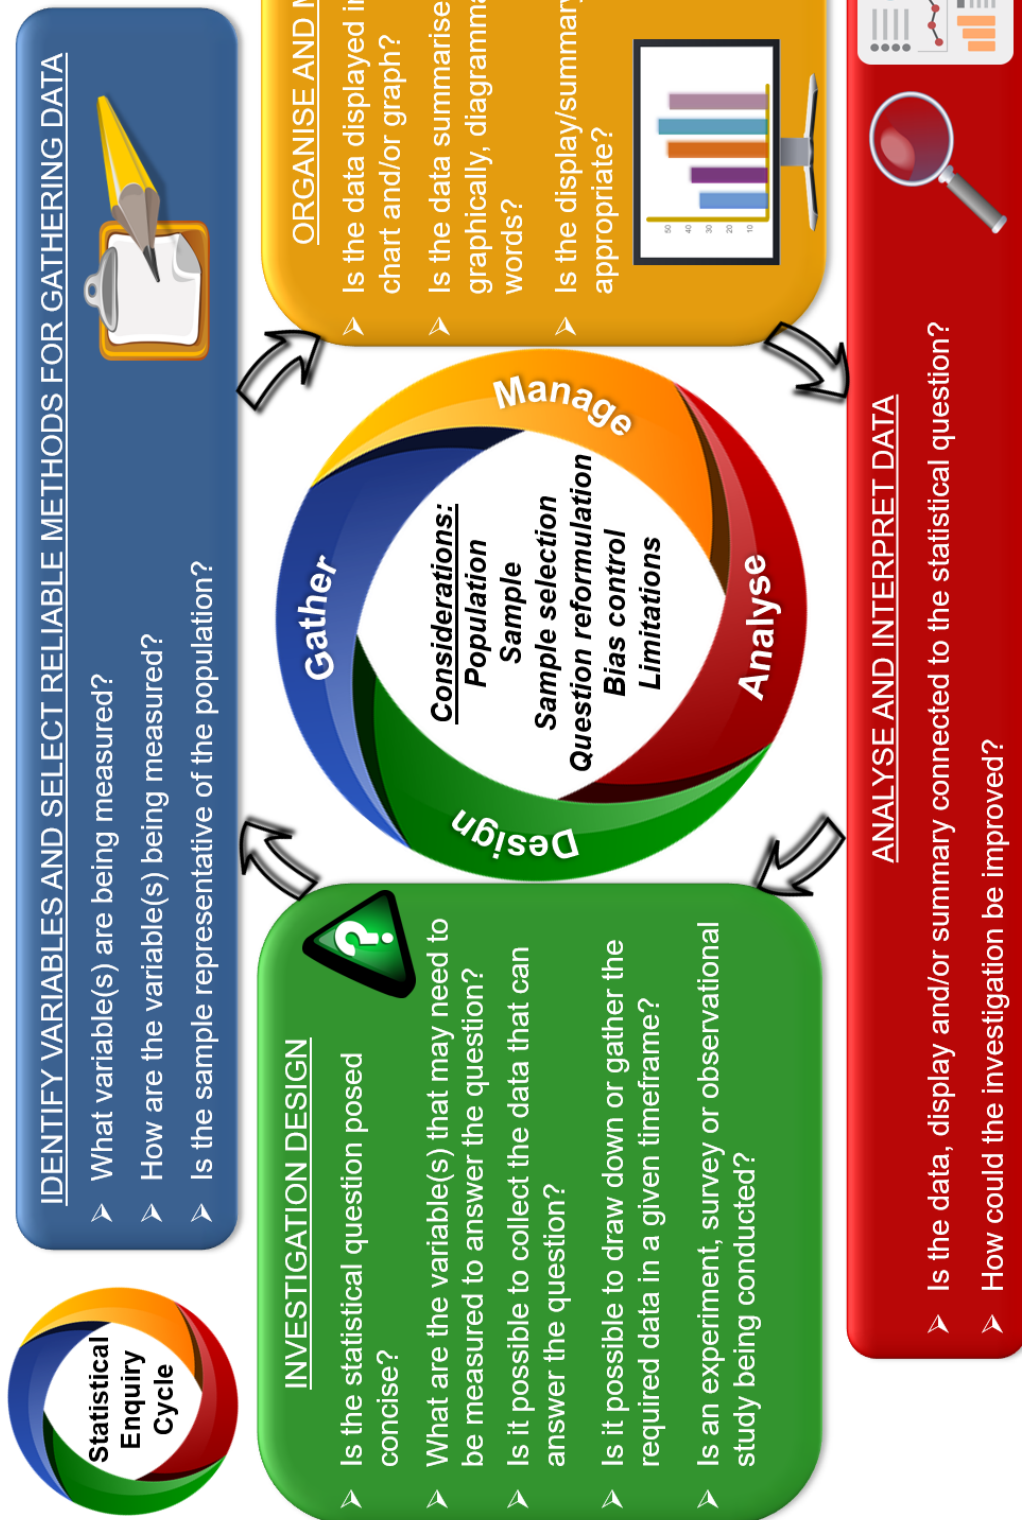 Statistical
Enquiry
Cycle
IDENTIFY VARIABLES AND SELECT RELIABLE METHODS FOR GATHERING DATA
What variable(s) are being measured?
How are the variable(s) being measured?
Is the sample representative of the population?
INVESTIGATION DESIGN
Is the statistical question posed
concise?
What are the variable(s) that may need to
be measured to answer the question?
Is it possible to collect the data that can
answer the question?
Is it possible to draw down or gather the
required data in a given timeframe?
Is an experiment, survey or observational
study being conducted?
?
Gather
Manage
Analyse
Design
Considerations:
Population
Sample
Sample selection
Question reformulation
Bias control
Limitations
ORGANISE AND
Is the data displayed
chart and/or graph?
Is the data
graphically,
words?
Is the display/summary
appropriate?
50
40
30
20
10
ANALYSE AND INTERPRET DATA
Is the data, display and/or summary connected to the statistical question?
How could the investigation be improved?